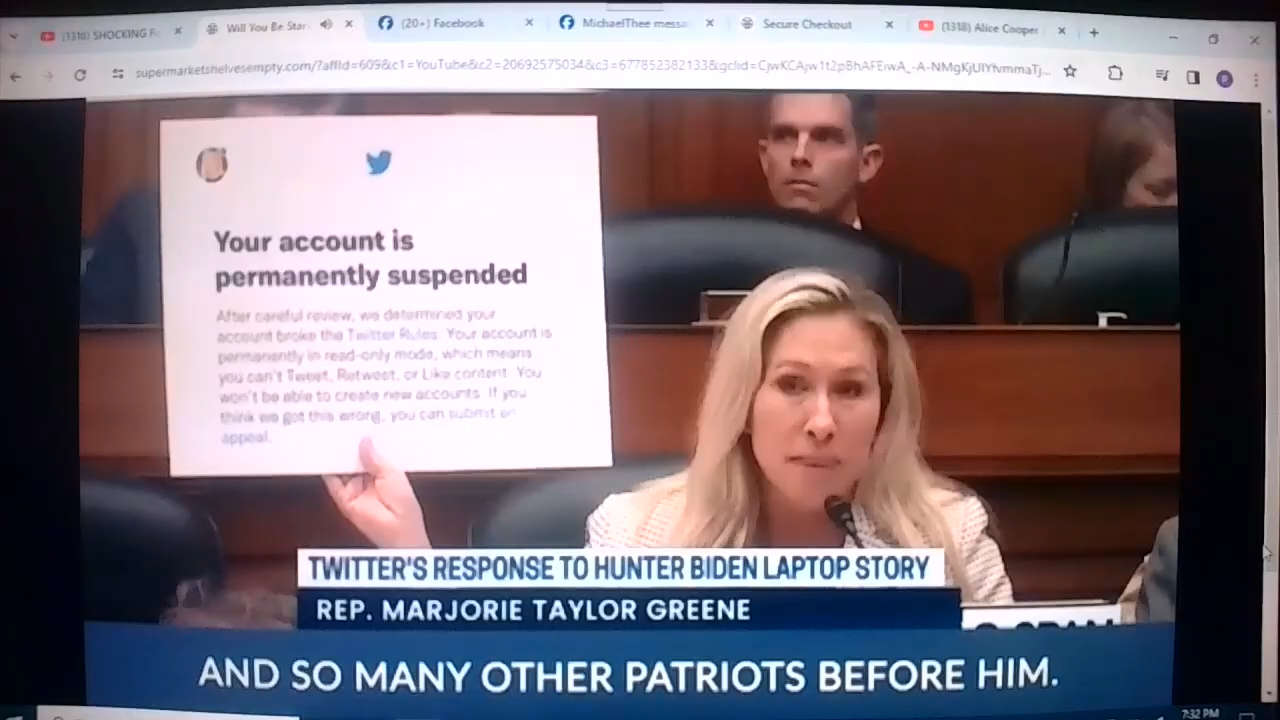 (1316) SHOCKING
Will You Be Star
(20+) Facebook
MichaelThee messa
Secure Checkout
(1318) Alice Cooper
supermarketshelvesempty.com/?affId=609&c1=YouTube&c2=20692575034&c3=677852382133&gclid=
Your account is
permanently suspended
After careful review, we determined your
account broke the Twitter Rules. Your account is
permanently in read-only mode, which means
you can't Tweet, Retweet, or Like content. You
won't be able to create new accounts. If you
think we got this wrong, you can submit an
appeal.
TWITTER'S RESPONSE TO HUNTER BIDEN LAPTOP STORY
REP. MARJORIE TAYLOR GREENE
AND SO MANY OTHER PATRIOTS BEFORE HIM.
7:32 PM